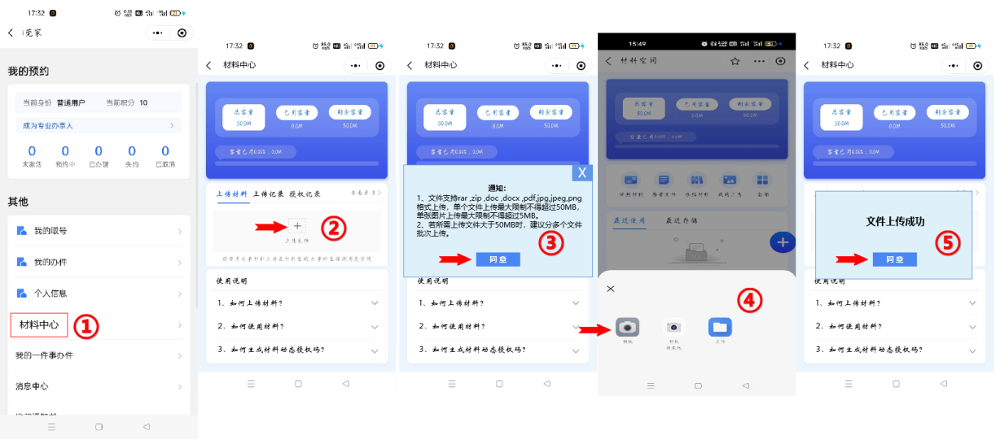 17:32
莞家
我的预约
当前身份 普通用户 当前积分 10
成为专业办事人
0 0 0 0 0
未激活 预约中 已办理 失约 已取消
其他
我的取号
我的办件
个人信息
材料中心
①
我的一件事办件
消息中心
17:32
材料中心
总容量 已用容量 剩余容量
50.0M 0.0M 50.0M
容量已用0.00%，0.0M
上传材料 上传记录 授权记录 查看更多>
②
上传文件
使用说明
1、如何上传材料?
2、如何使用材料?
3、如何生成材料动态授权码?
17:32
材料中心
总容量 已用容量 剩余容量
50.0M 0.0M 50.0M
容量已用0.00%，0.0M
X
通知:
1、文件支持rar ,zip ,doc ,docx ,pdf,jpg,jpeg,png
格式上传，单个文件上传最大限制不得超过50MB，
单张图片上传最大限制不得超过5MB。
2、若所需上传文件大于50MB时，建议分多个文件
批次上传。
③
同意
使用说明
1、如何上传材料?
2、如何使用材料?
3、如何生成材料动态授权码?
15:49
材料空间
总容量 已用容量 剩余容量
50.0M 0.0M 50.0M
容量已用0.00%，0.0M
证照材料 我的广告 全部
最近使用 最近存储
④
相机 相机 文件
17:32
材料中心
总容量 已用容量 剩余容量
50.0M 0.0M 50.0M
容量已用0.00%，0.0M
文件上传成功
⑤
同意
使用说明
1、如何上传材料?
2、如何使用材料?
3、如何生成材料动态授权码?